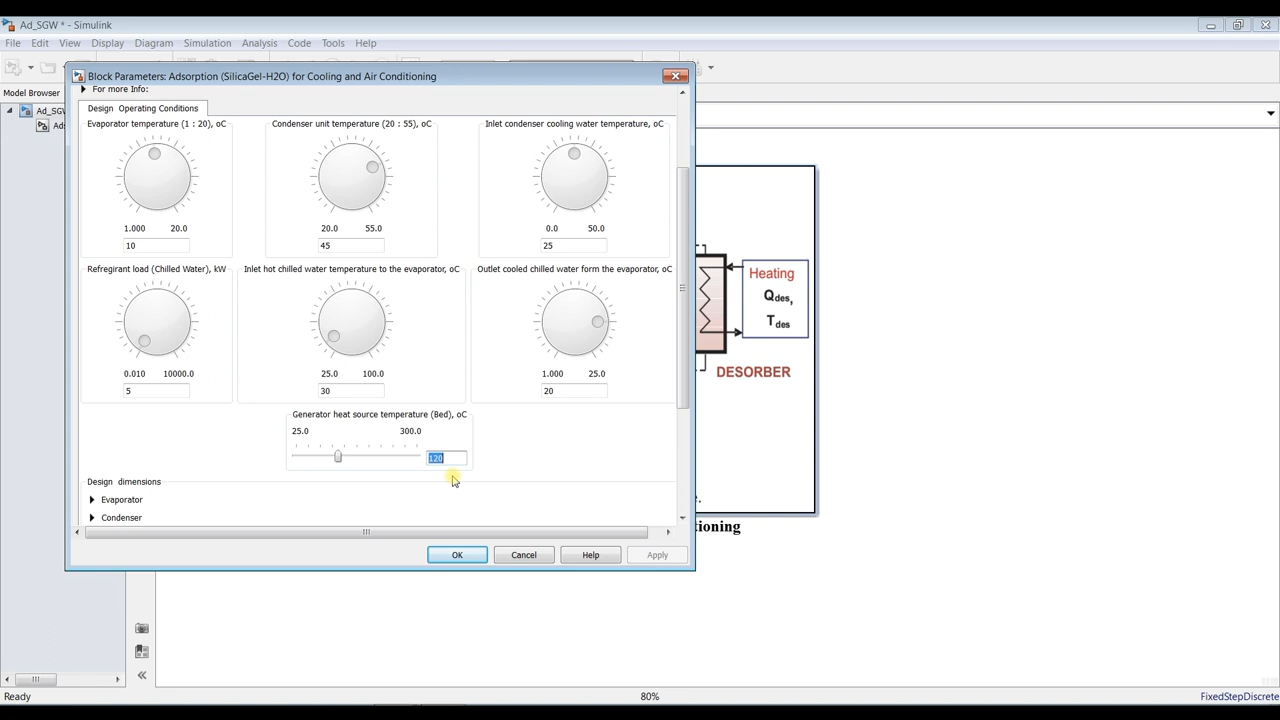 Ad_SGW * - Simulink
File Edit View Display Diagram Simulation Analysis Code Tools Help
Block Parameters: Adsorption (SilicaGel-H2O) for Cooling and Air Conditioning
Model Browser
For more Info:
Ad_SGW
Ads
Design Operating Conditions
Evaporator temperature (1 : 20), oC
Condenser unit temperature (20 : 55), oC
Inlet condenser cooling water temperature, oC
1.000 20.0
20.0 55.0
0.0 50.0
10
45
25
Refregirant load (Chilled Water), kW
Inlet hot chilled water temperature to the evaporator, oC
Outlet cooled chilled water form the evaporator, oC
Heating
Qdes,
Tdes
DESORBER
0.010 10000.0
25.0 100.0
1.000 25.0
5
30
20
Generator heat source temperature (Bed), oC
25.0 300.0
120
Design dimensions
Evaporator
Condenser
e.
tioning
OK Cancel Help Apply
Ready
80%
FixedStepDiscrete